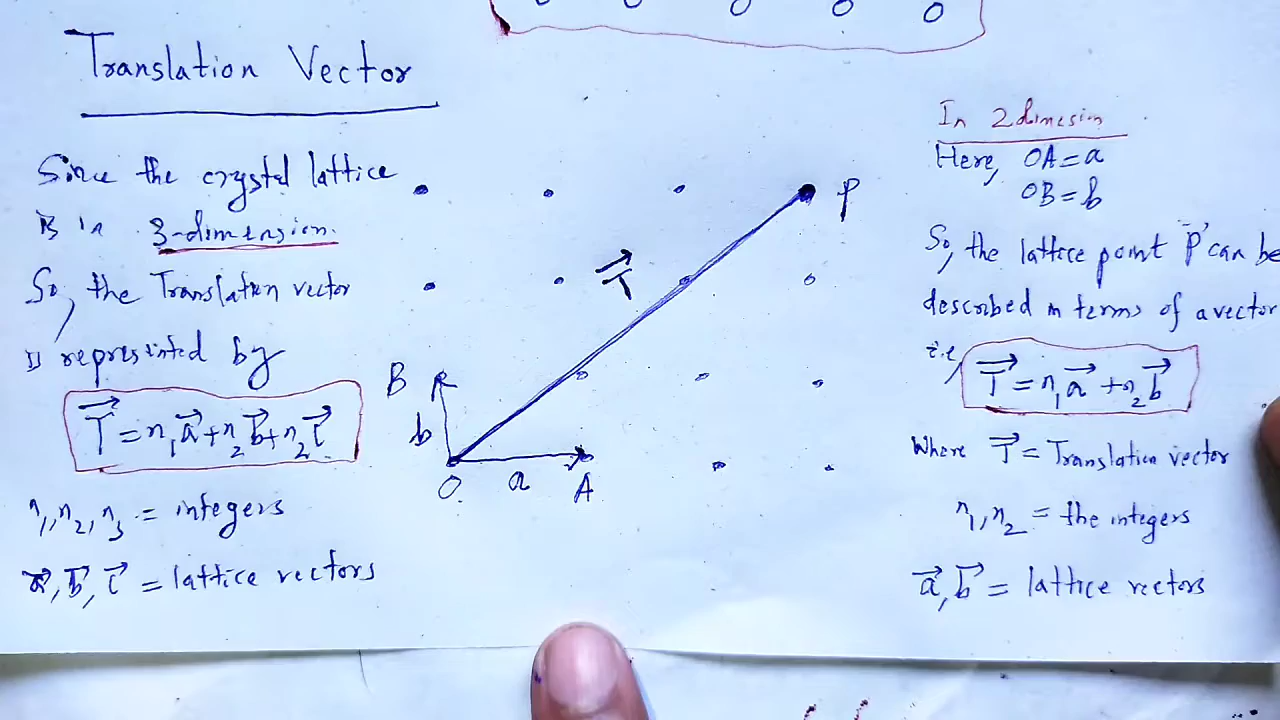 Translation Vector
Since the crystal lattice
is in 3-dimension.
So, the Translation vector
is represented by
T⃗ = n₁a⃗ + n₂b⃗ + n₂c⃗
n₁, n₂, n₃ = integers
a⃗, b⃗, c⃗ = lattice vectors
P
T⃗
B
b
O a A
In 2 dimesin
Here, OA = a
OB = b
So, the lattice point 'P' can be
described in terms of a vector
i.e,
T⃗ = n₁a⃗ + n₂b⃗
Where T⃗ = Translation vector
n₁, n₂ = the integers
a⃗, b⃗ = lattice vectors